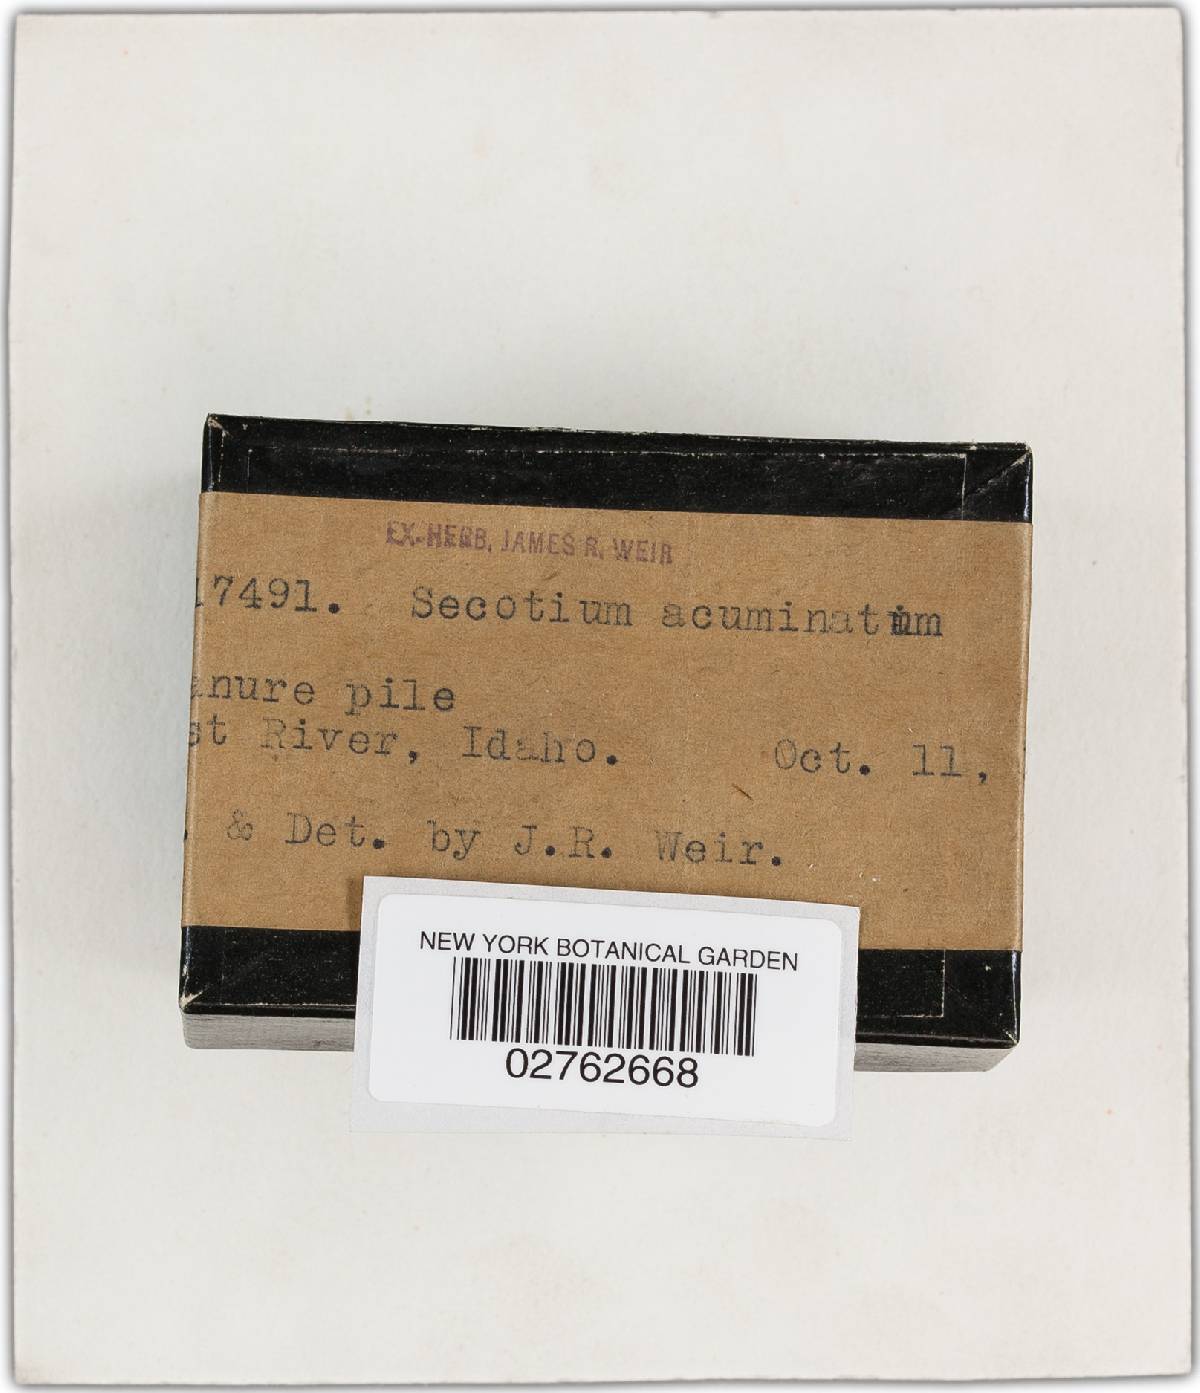 EX-HERB. JAMES R. WEIR
17491. Secotium acuminatum
anure pile
st River, Idaho. Oct. 11,
& Det. by J.R. Weir.
NEW YORK BOTANICAL GARDEN
02762668